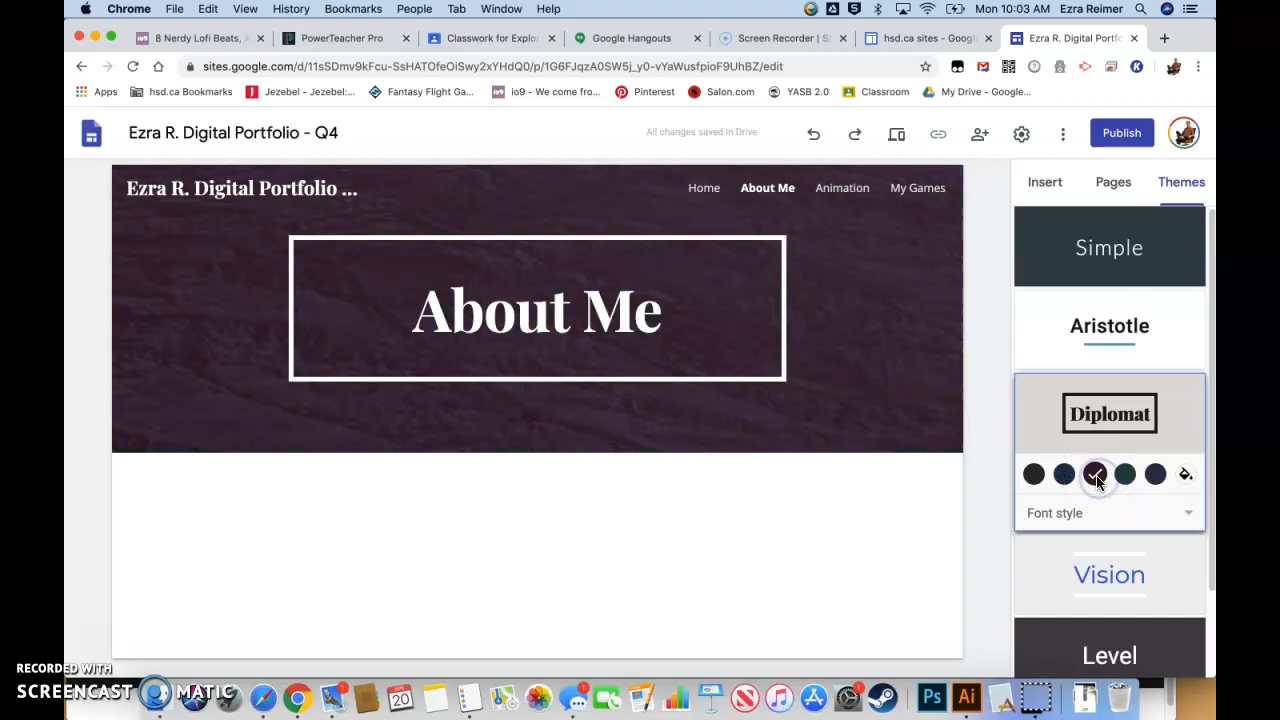 Chrome File Edit View History Bookmarks People Tab Window Help
Mon 10:03 AM Ezra Reimer
8 Nerdy Lofi Beats,
PowerTeacher Pro
Classwork for Explo
Google Hangouts
Screen Recorder | S
hsd.ca sites - Goog
Ezra R. Digital Portfo
sites.google.com/d/11sSDmv9kFcu-SsHATOfeOiSwy2xYHdQ0/p/1G6FJqzA0SW5j_y0-vYaWusfpioF9UhBZ/edit
Apps hsd.ca Bookmarks Jezebel - Jezebel:... Fantasy Flight Ga... io9 - We come fro... Pinterest Salon.com YASB 2.0 Classroom My Drive - Google...
Ezra R. Digital Portfolio - Q4
All changes saved in Drive
Publish
Ezra R. Digital Portfolio ...
Home About Me Animation My Games
Insert Pages Themes
About Me
Simple
Aristotle
Diplomat
Font style
Vision
Level
RECORDED WITH
SCREENCAST MATIC
APR
20
Ps Ai